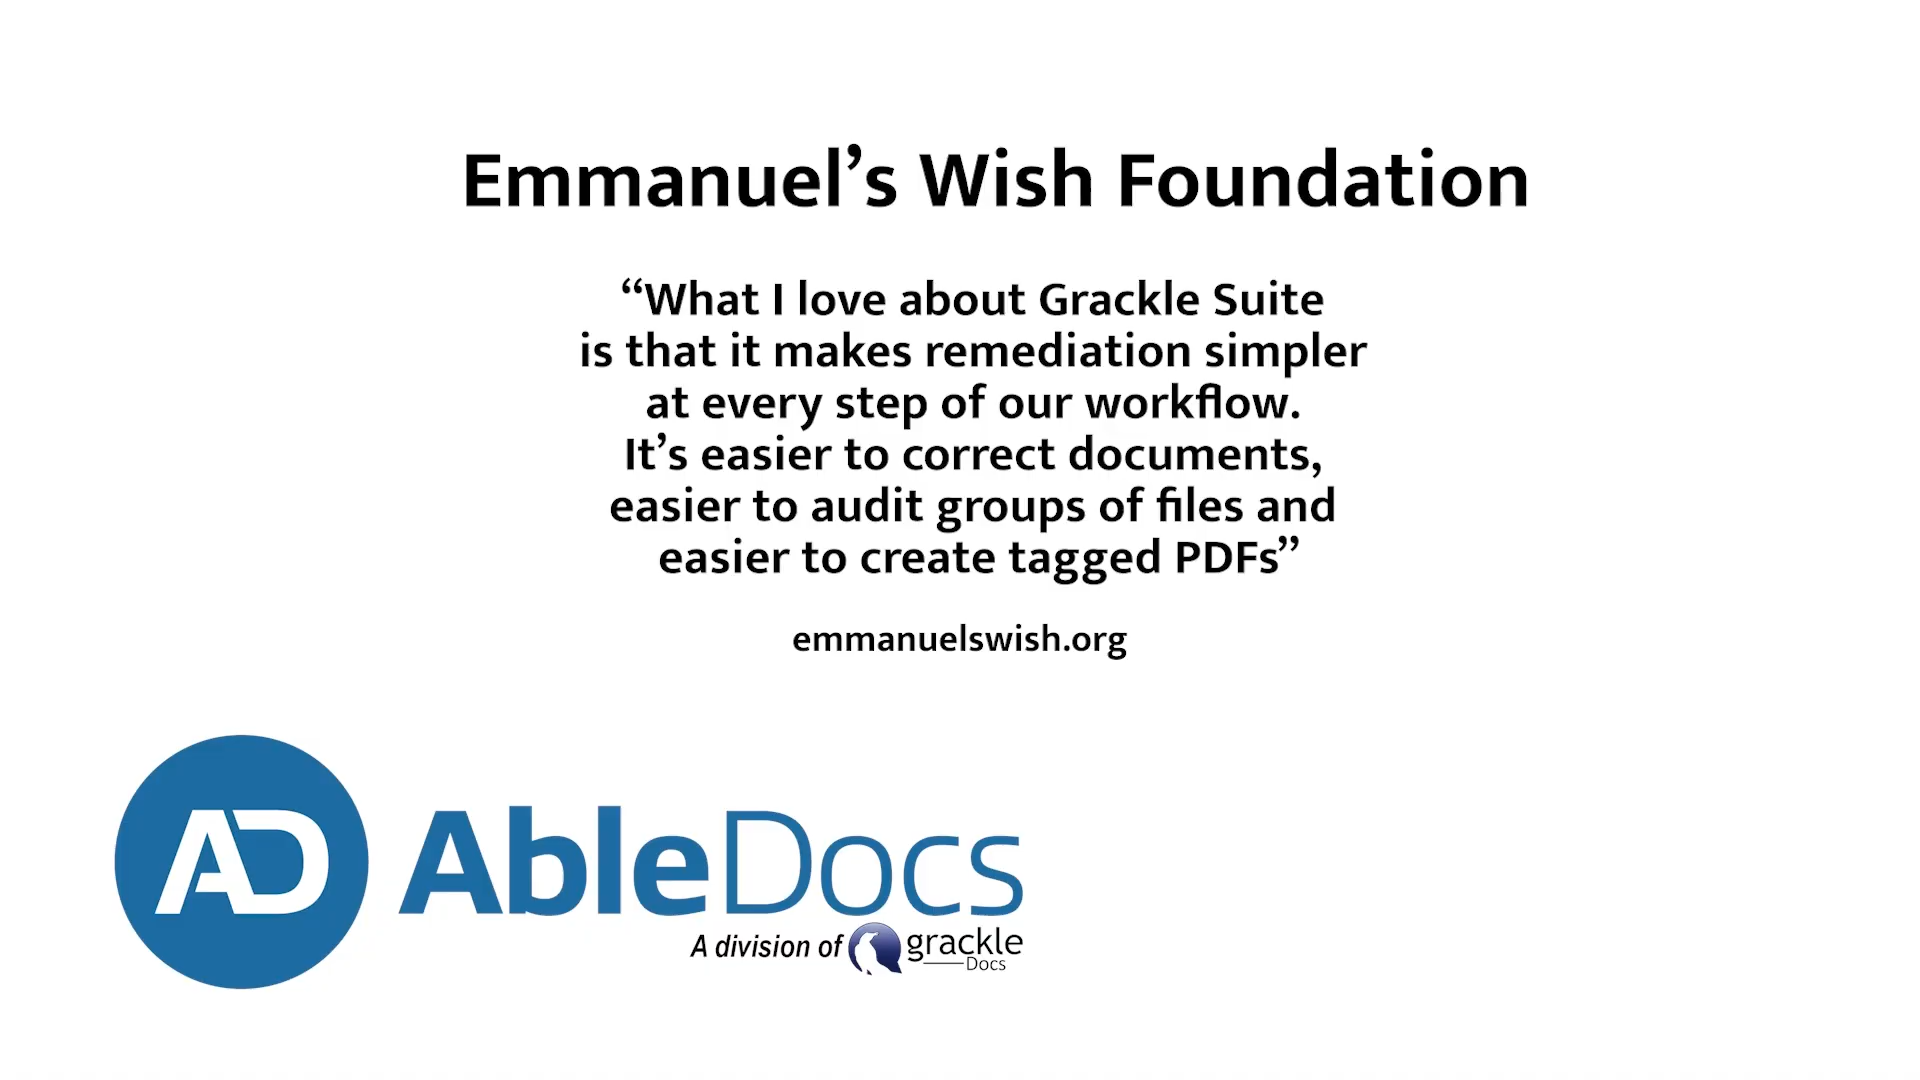 Emmanuel’s Wish Foundation
“What I love about Grackle Suite
is that it makes remediation simpler
at every step of our workflow.
It’s easier to correct documents,
easier to audit groups of files and
easier to create tagged PDFs”
emmanuelswish.org
AD AbleDocs
A division of grackle
Docs